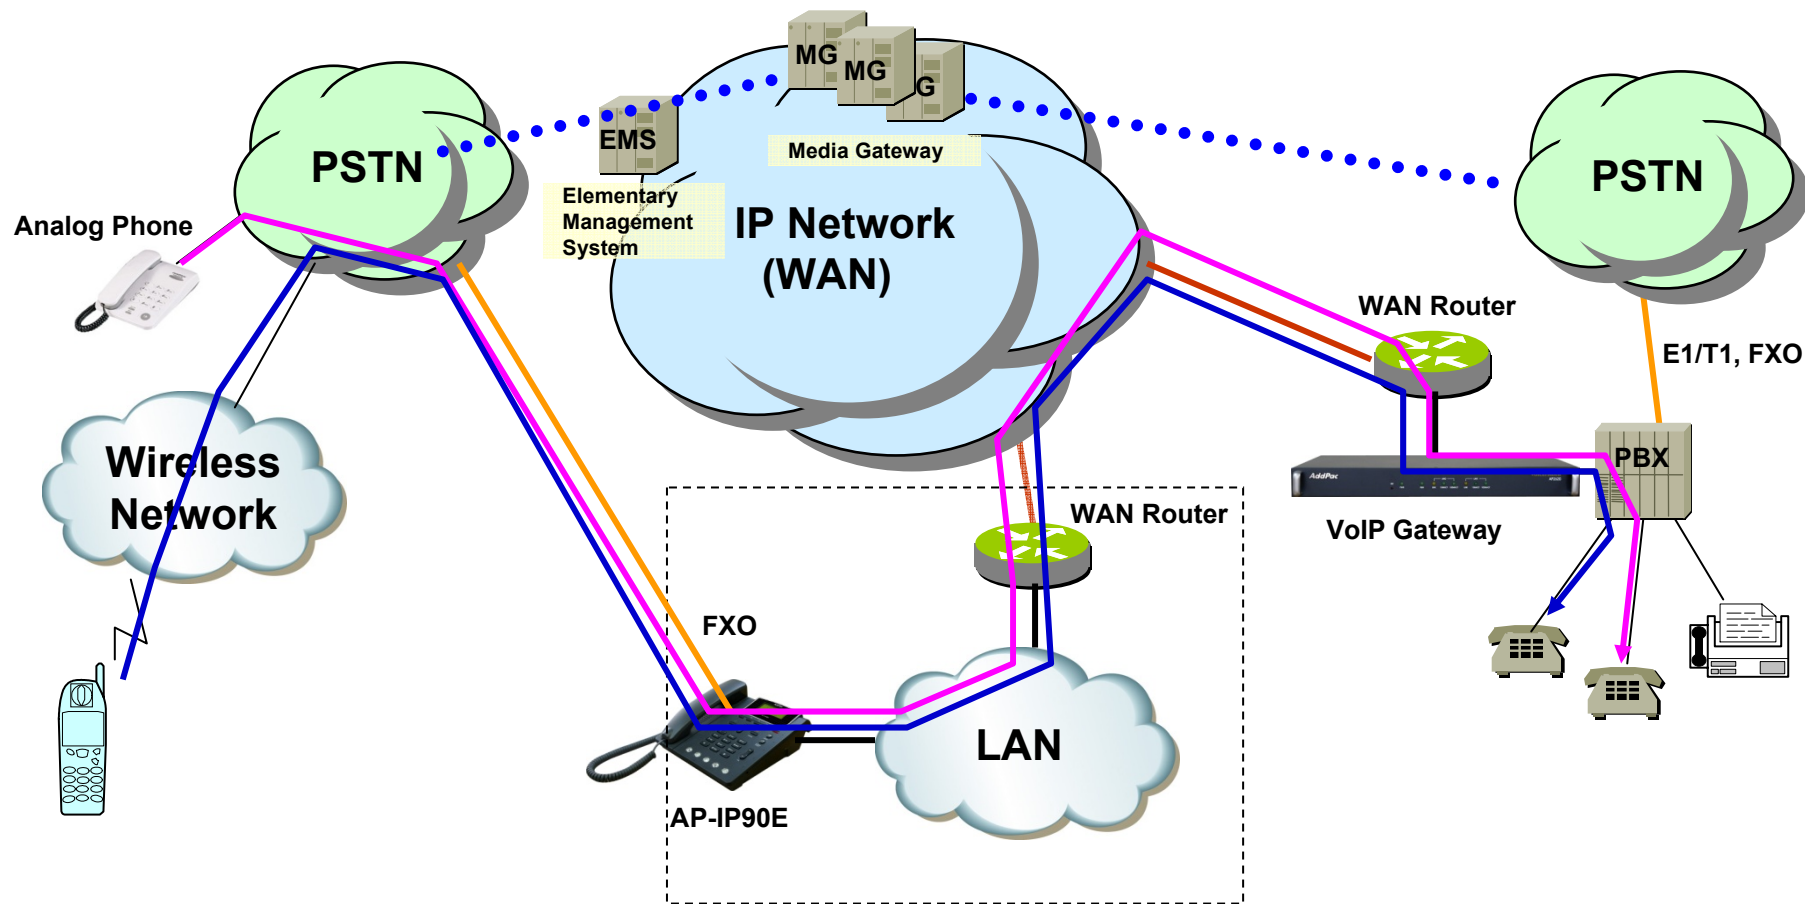 MG
MG
G
EMS
Media Gateway
PSTN
PSTN
Elementary
Management
System
IP Network
(WAN)
Analog Phone
WAN Router
E1/T1, FXO
Wireless
Network
PBX
AddPac
VoIP Gateway
WAN Router
FXO
LAN
AP-IP90E